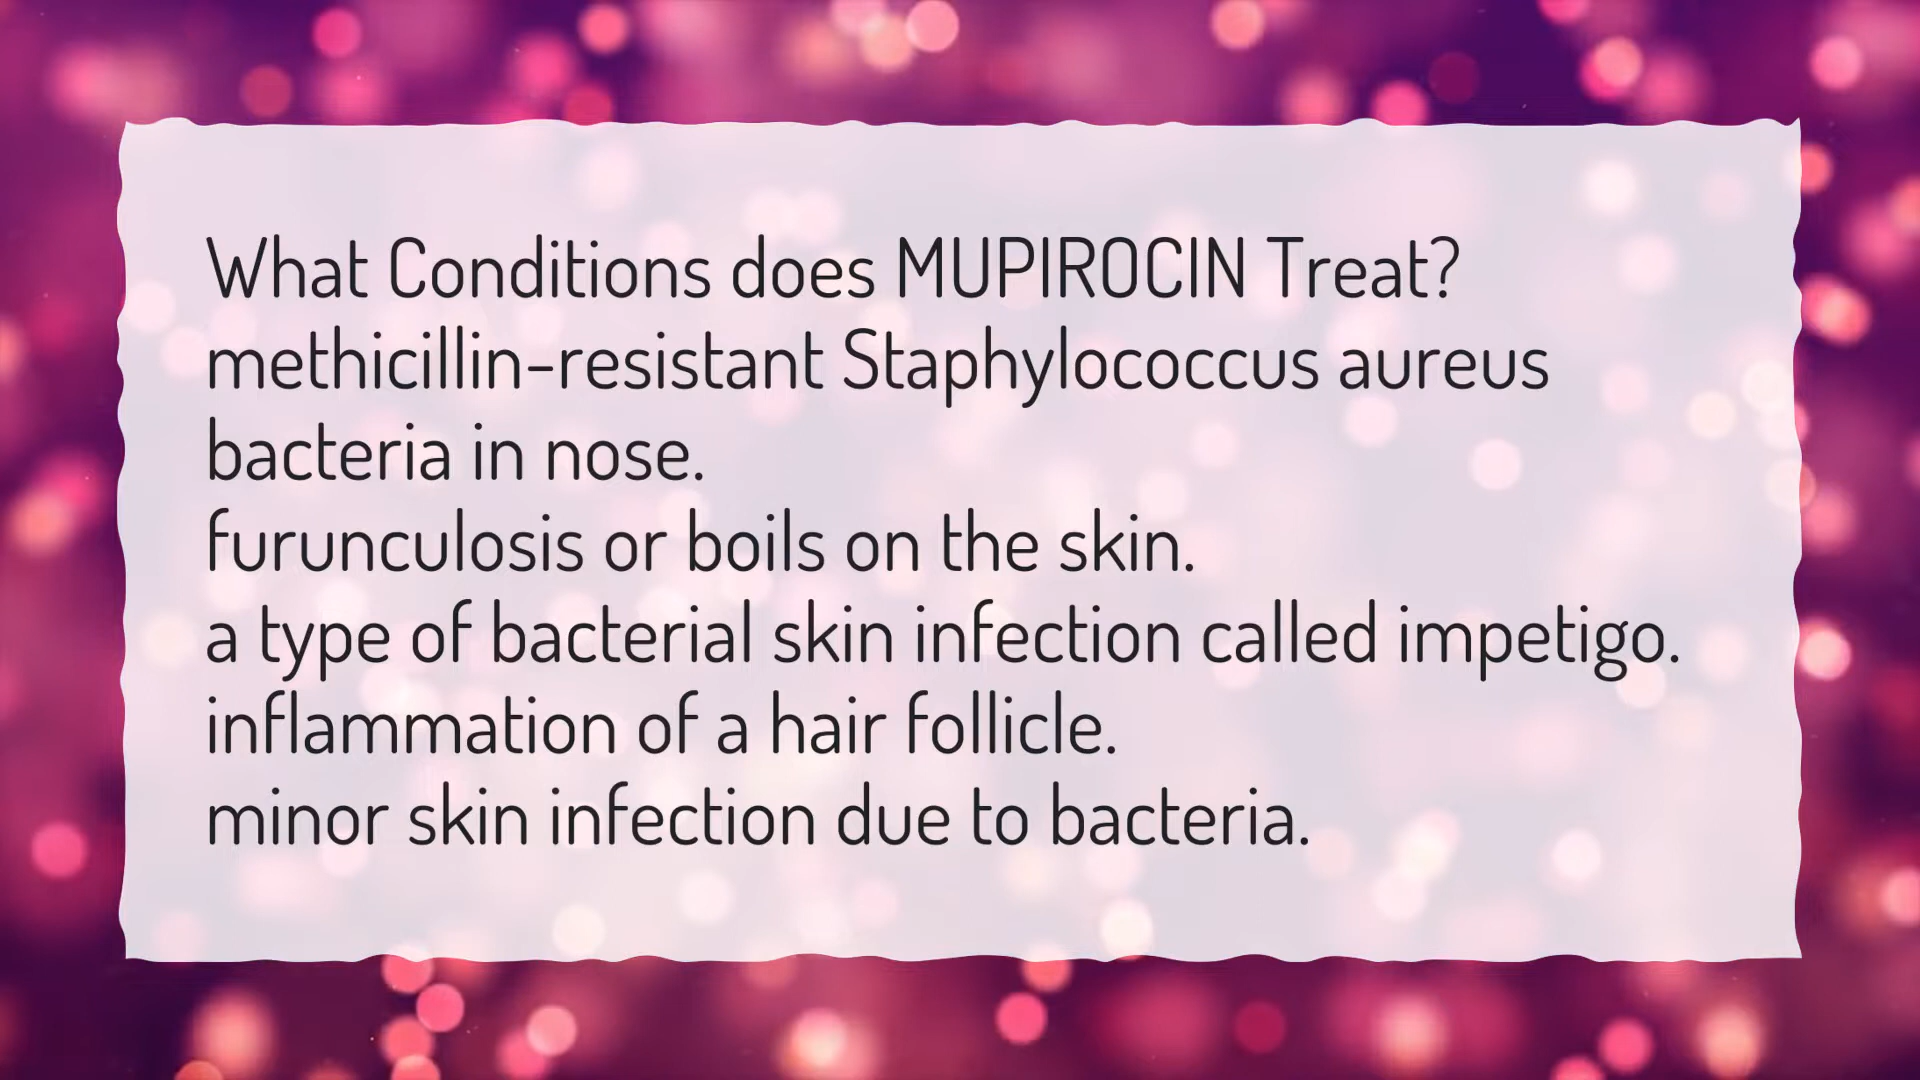 What Conditions does MUPIROCIN Treat?
methicillin-resistant Staphylococcus aureus
bacteria in nose.
furunculosis or boils on the skin.
a type of bacterial skin infection called impetigo.
inflammation of a hair follicle.
minor skin infection due to bacteria.